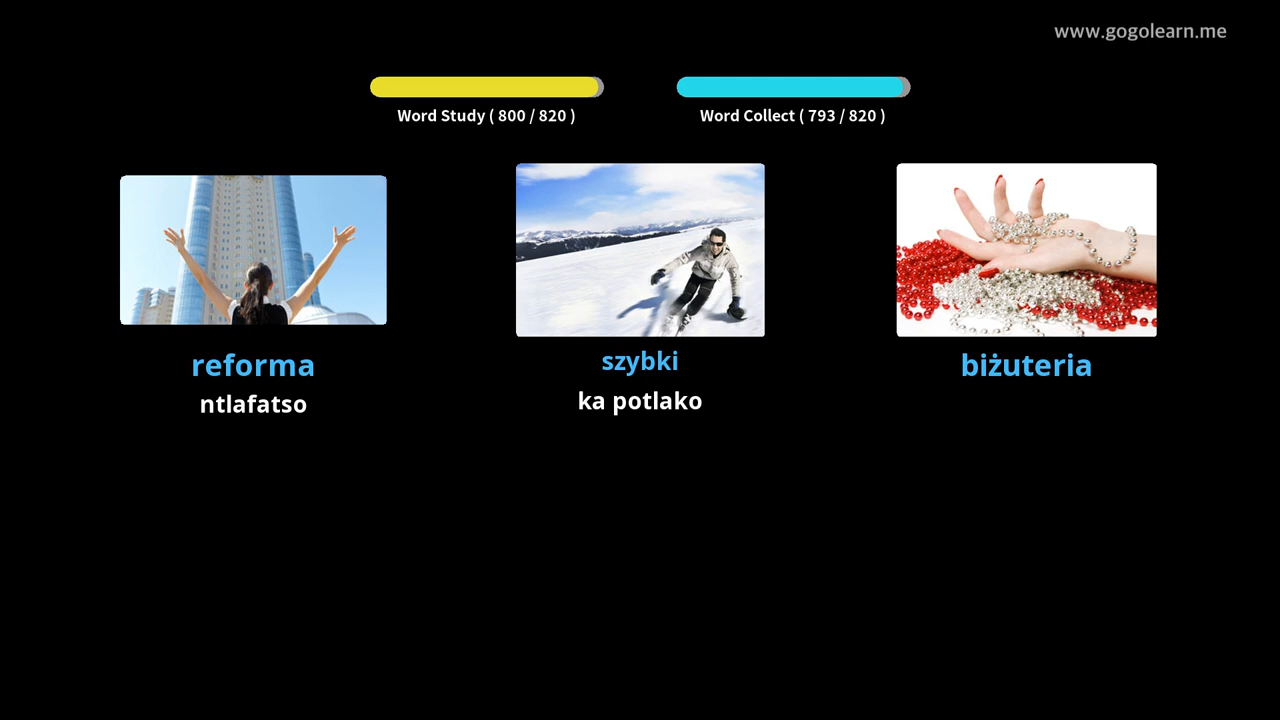 www.gogolearn.me
Word Study ( 800 / 820 )
Word Collect ( 793 / 820 )
reforma
ntlafatso
szybki
ka potlako
biżuteria